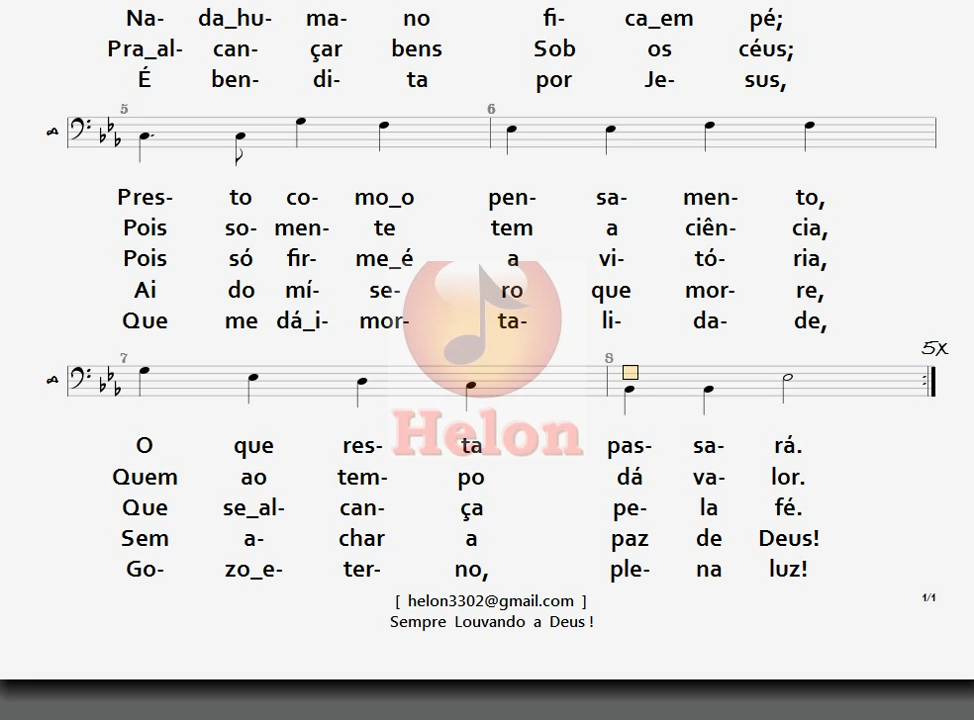 Na- da_hu- ma- no fi- ca_em pé;
Pra_al- can- çar bens Sob os céus;
É ben- di- ta por Je- sus,
5 6
Pres- to co- mo_o pen- sa- men- to,
Pois so- men- te tem a ciên- cia,
Pois só fir- me_é a vi- tó- ria,
Ai do mí- se- ro que mor- re,
Que me dá_i- mor- ta- li- da- de,
5X
7 8
Helon
O que res- ta pas- sa- rá.
Quem ao tem- po dá va- lor.
Que se_al- can- ça pe- la fé.
Sem a- char a paz de Deus!
Go- zo_e- ter- no, ple- na luz!
[ helon3302@gmail.com ]
1/1
Sempre Louvando a Deus !